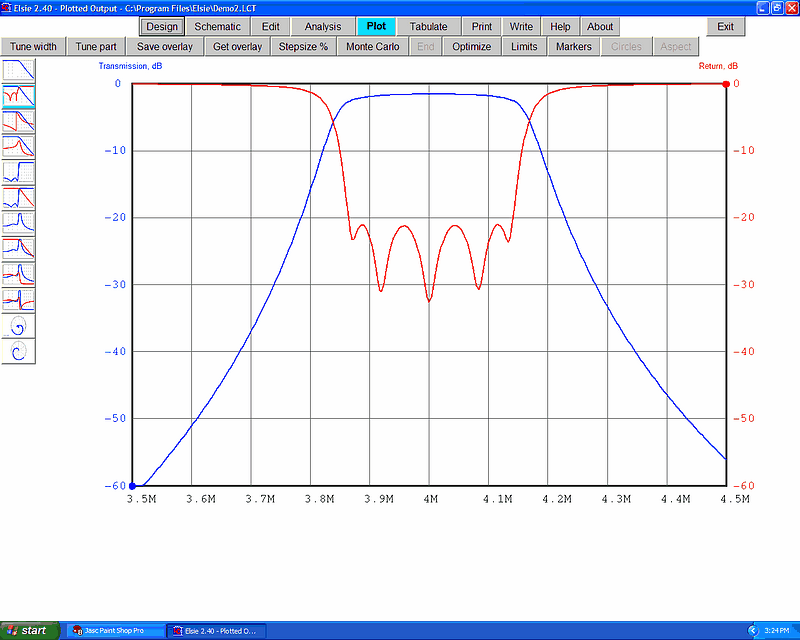 Elsie 2.40 - Plotted Output - C:\Program Files\Elsie\Demo2.LCT
Design Schematic Edit Analysis Plot Tabulate Print Write Help About Exit
Tune width Tune part Save overlay Get overlay Stepsize % Monte Carlo End Optimize Limits Markers Circles Aspect
Transmission, dB Return, dB
0 0
-10 -10
-20 -20
-30 -30
-40 -40
-50 -50
-60 -60
3.5M 3.6M 3.7M 3.8M 3.9M 4M 4.1M 4.2M 4.3M 4.4M 4.5M
start Jasc Paint Shop Pro Elsie 2.40 - Plotted O... 3:24 PM